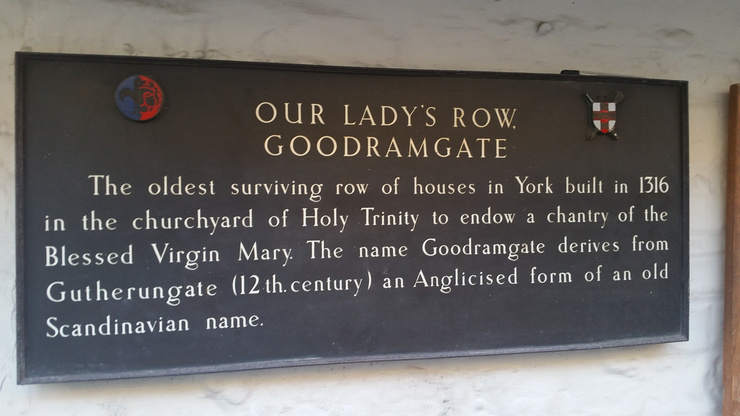 OUR LADY'S ROW,
GOODRAMGATE
The oldest surviving row of houses in York built in 1316
in the churchyard of Holy Trinity to endow a chantry of the
Blessed Virgin Mary. The name Goodramgate derives from
Gutherungate (12th.century) an Anglicised form of an old
Scandinavian name.